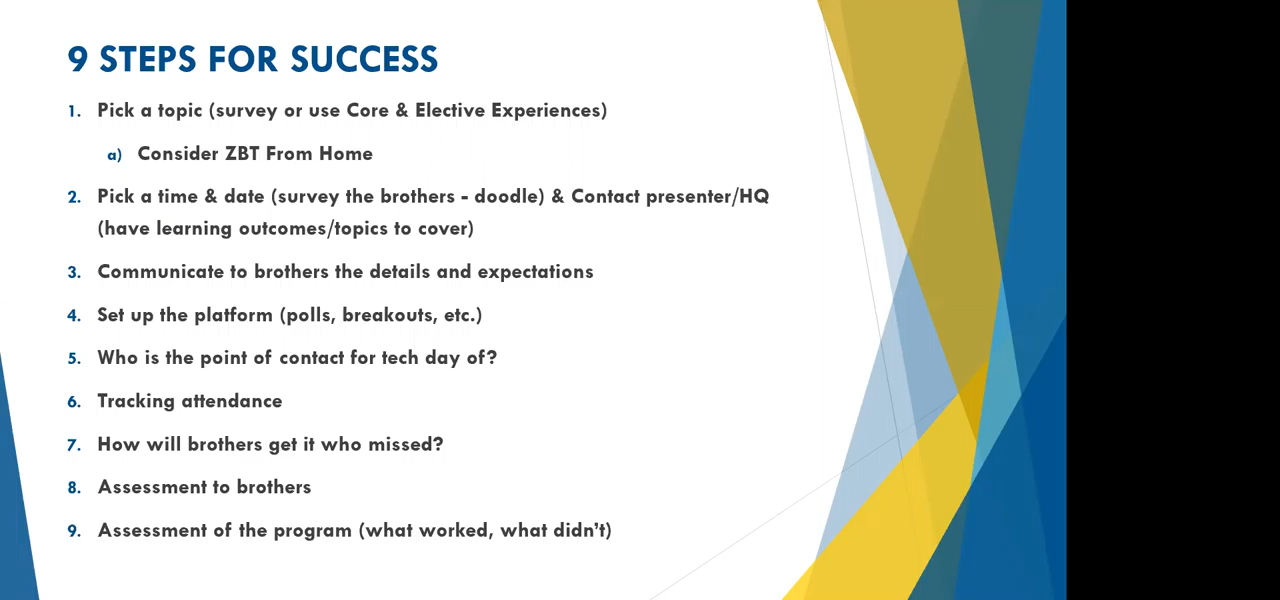 9 STEPS FOR SUCCESS
1. Pick a topic (survey or use Core & Elective Experiences)
a) Consider ZBT From Home
2. Pick a time & date (survey the brothers - doodle) & Contact presenter/HQ
(have learning outcomes/topics to cover)
3. Communicate to brothers the details and expectations
4. Set up the platform (polls, breakouts, etc.)
5. Who is the point of contact for tech day of?
6. Tracking attendance
7. How will brothers get it who missed?
8. Assessment to brothers
9. Assessment of the program (what worked, what didn't)